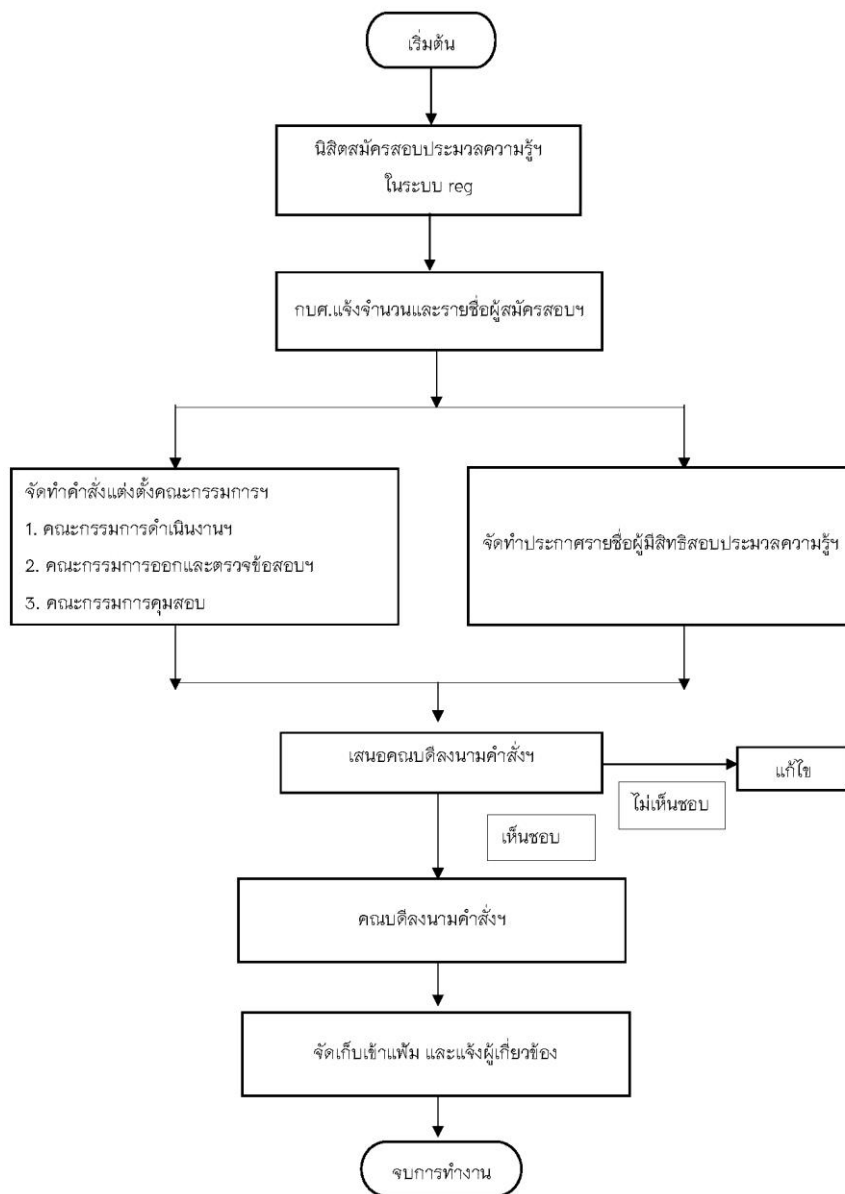 เริ่มต้น
นิสิตสมัครสอบประมวลความรู้ฯ
ในระบบ reg
กบศ.แจ้งจำนวนและรายชื่อผู้สมัครสอบฯ
จัดทำคำสั่งแต่งตั้งคณะกรรมการฯ
1. คณะกรรมการดำเนินงานฯ
2. คณะกรรมการออกและตรวจข้อสอบฯ
3. คณะกรรมการคุมสอบ
จัดทำประกาศรายชื่อผู้มีสิทธิสอบประมวลความรู้ฯ
เสนอคณบดีลงนามคำสั่งฯ
แก้ไข
ไม่เห็นชอบ
เห็นชอบ
คณบดีลงนามคำสั่งฯ
จัดเก็บเข้าแฟ้ม และแจ้งผู้เกี่ยวข้อง
จบการทำงาน